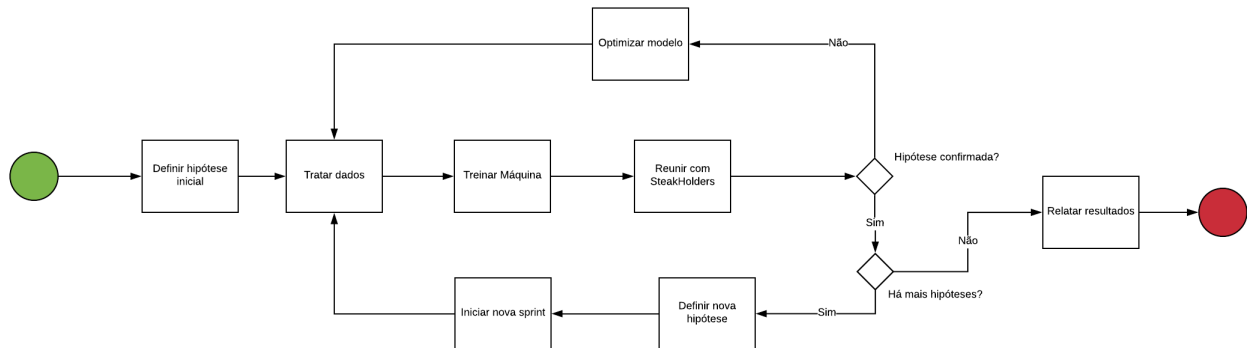 Optimizar modelo
Não
Definir hipótese
inicial
Tratar dados
Treinar Máquina
Reunir com
SteakHolders
Hipótese confirmada?
Sim
Relatar resultados
Não
Há mais hipóteses?
Iniciar nova sprint
Definir nova
hipótese
Sim